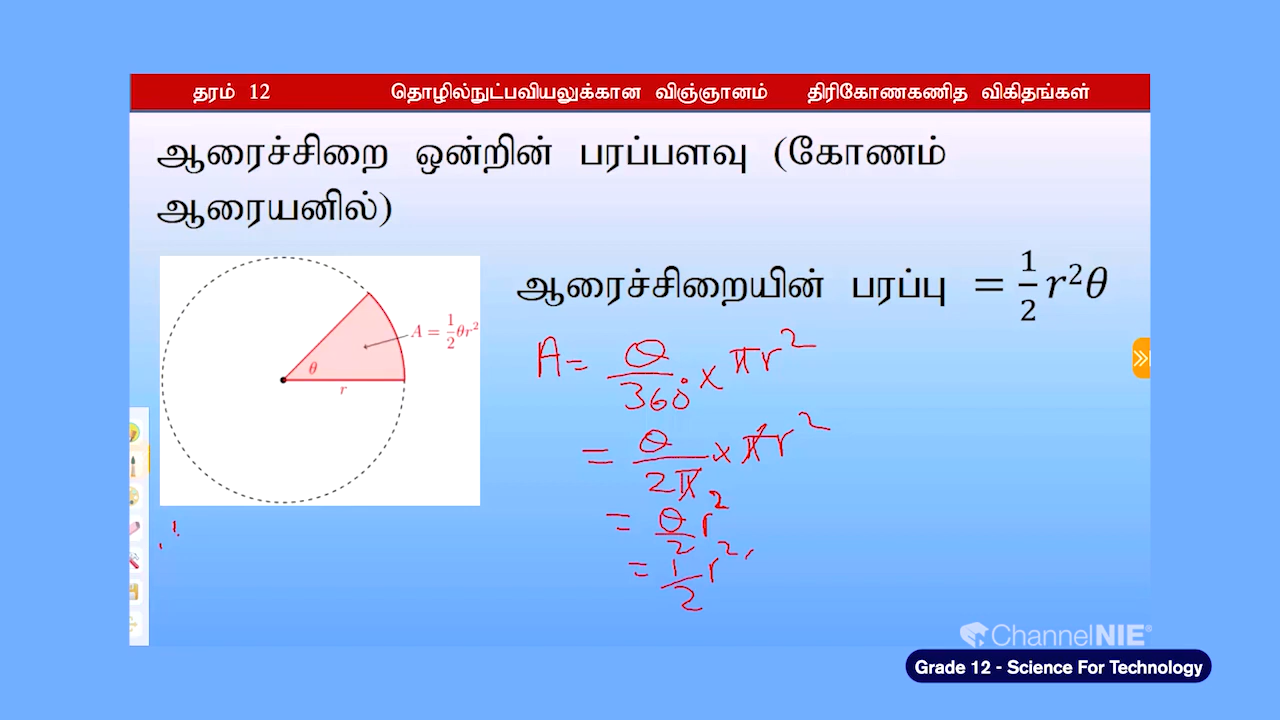 தரம் 12 தொழில்நுட்பவியலுக்கான விஞ்ஞானம் திரிகோணகணித விகிதங்கள்
ஆரைச்சிறை ஒன்றின் பரப்பளவு (கோணம்
ஆரையனில்)
ஆரைச்சிறையின் பரப்பு = 1/2 r²θ
A = 1/2 θr²
θ
r
A = θ/360° × πr²
= θ/2π × πr²
= θ/2 r²
= 1/2 r²
ChannelNIE®
Grade 12 - Science For Technology